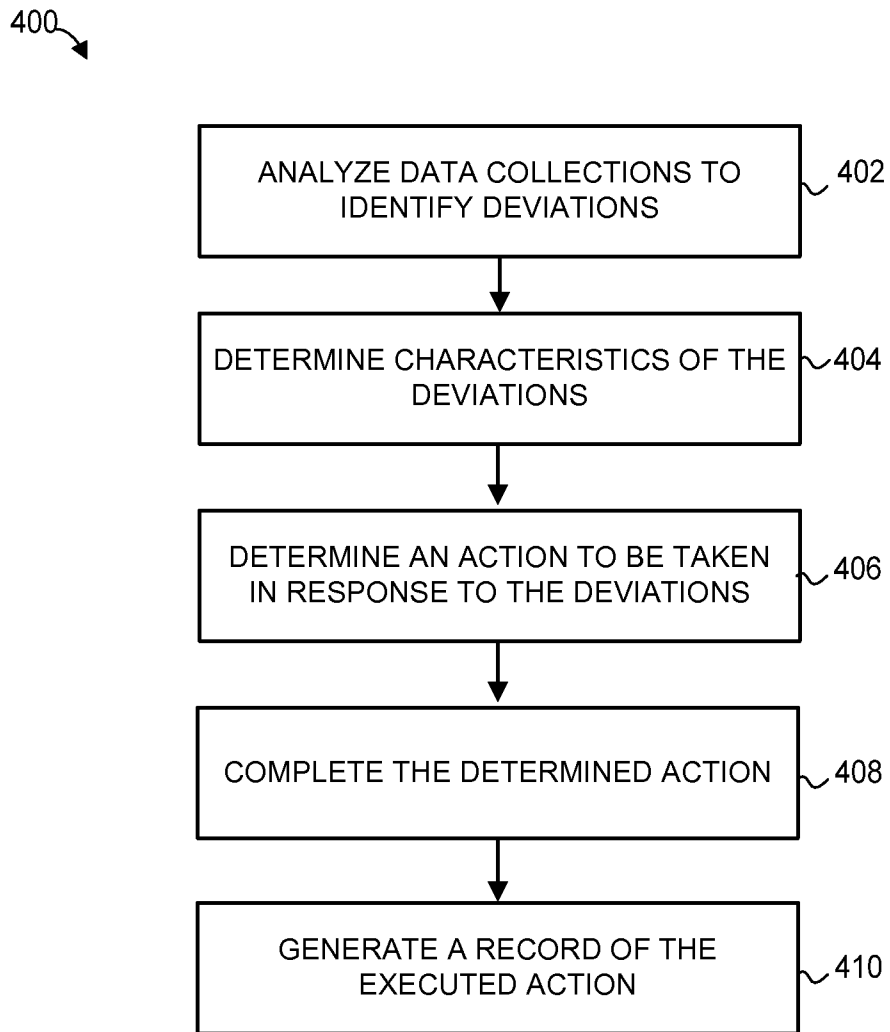 400
ANALYZE DATA COLLECTIONS TO
IDENTIFY DEVIATIONS
402
DETERMINE CHARACTERISTICS OF THE
DEVIATIONS
404
DETERMINE AN ACTION TO BE TAKEN
IN RESPONSE TO THE DEVIATIONS
406
COMPLETE THE DETERMINED ACTION
408
GENERATE A RECORD OF THE
EXECUTED ACTION
410